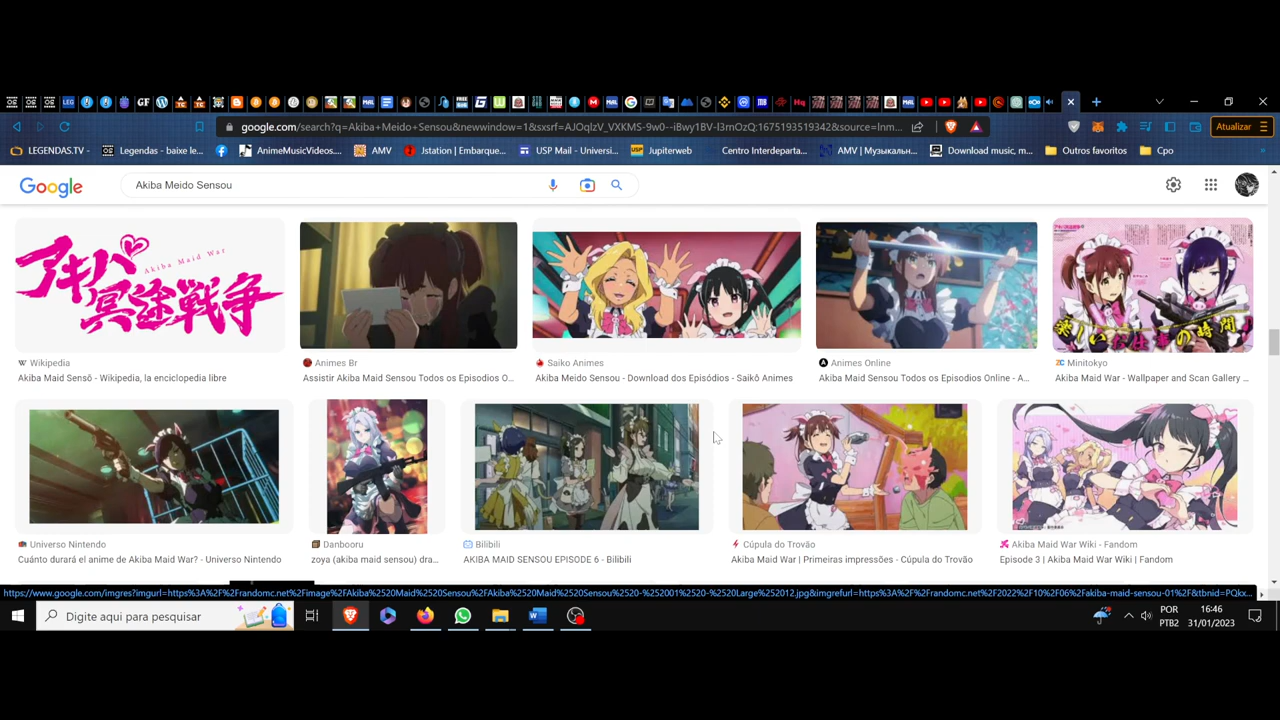 google.com/search?q=Akiba+Meido+Sensou&newwindow=1&sxsrf=AJOqlzV_VXKMS-9w0--iBwy1BV-I3mOzQ:1675193519342&source=lnm...
Atualizar
LEGENDAS.TV -
Legendas - baixe le...
AnimeMusicVideos....
AMV
Jstation | Embarque...
USP Mail - Universi...
Jupiterweb
Centro Interdeparta...
AMV | Музыкальн...
Download music, m...
Outros favoritos
Cpo
Google
Akiba Meido Sensou
アキバ
Akiba Maid War
冥途戦争
Wikipedia
Akiba Maid Sensō - Wikipedia, la enciclopedia libre
Animes Br
Assistir Akiba Maid Sensou Todos os Episodios O...
Saiko Animes
Akiba Meido Sensou - Download dos Episódios - Saikô Animes
Animes Online
Akiba Maid Sensou Todos os Episodios Online - A...
Minitokyo
Akiba Maid War - Wallpaper and Scan Gallery ...
Universo Nintendo
Cuánto durará el anime de Akiba Maid War? - Universo Nintendo
Danbooru
zoya (akiba maid sensou) dra...
Bilibili
AKIBA MAID SENSOU EPISODE 6 - Bilibili
Cúpula do Trovão
Akiba Maid War | Primeiras impressões - Cúpula do Trovão
Akiba Maid War Wiki - Fandom
Episode 3 | Akiba Maid War Wiki | Fandom
https://www.google.com/imgres?imgurl=https%3A%2F%2Frandomc.net%2Fimage%2FAkiba%2520Maid%2520Sensou%2FAkiba%2520Maid%2520Sensou%2520-%252001%2520-%2520Large%252012.jpg&imgrefurl=https%3A%2F%2Frandomc.net%2F2022%2F10%2F06%2Fakiba-maid-sensou-01%2F&tbnid=PQkx...
Digite aqui para pesquisar
POR
PTB2
16:46
31/01/2023